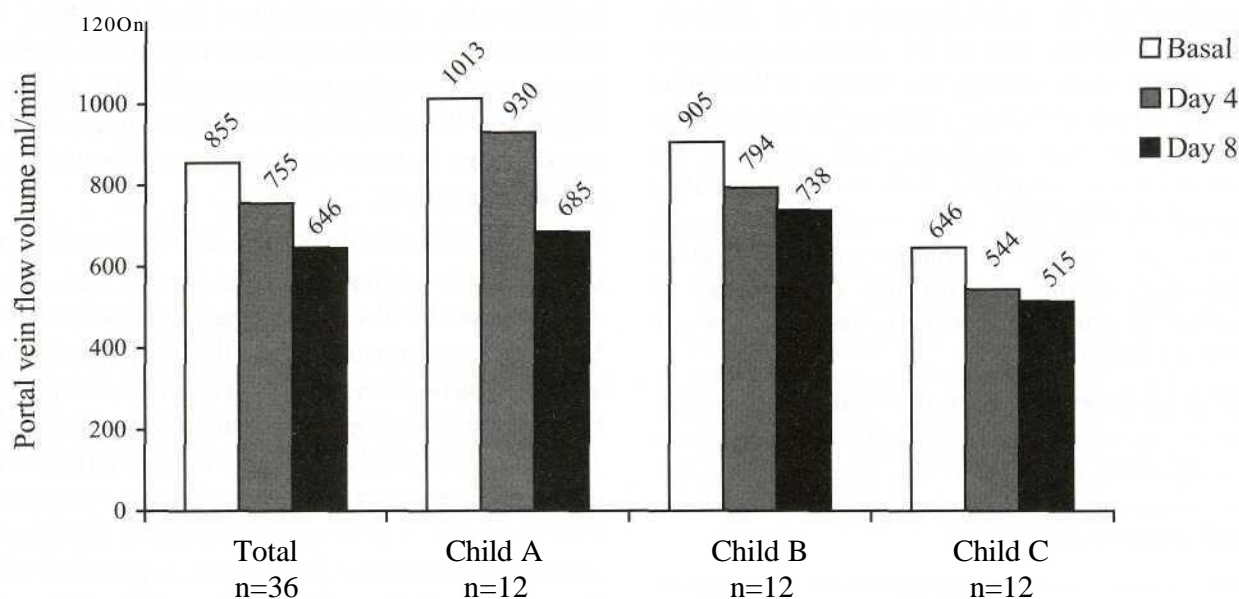 120On
1000
800
600
400
200
0
Portal vein flow volume ml/min
855
755
646
1013
930
685
905
794
738
646
544
515
Basal
Day 4
Day 8
Total
n=36
Child A
n=12
Child B
n=12
Child C
n=12